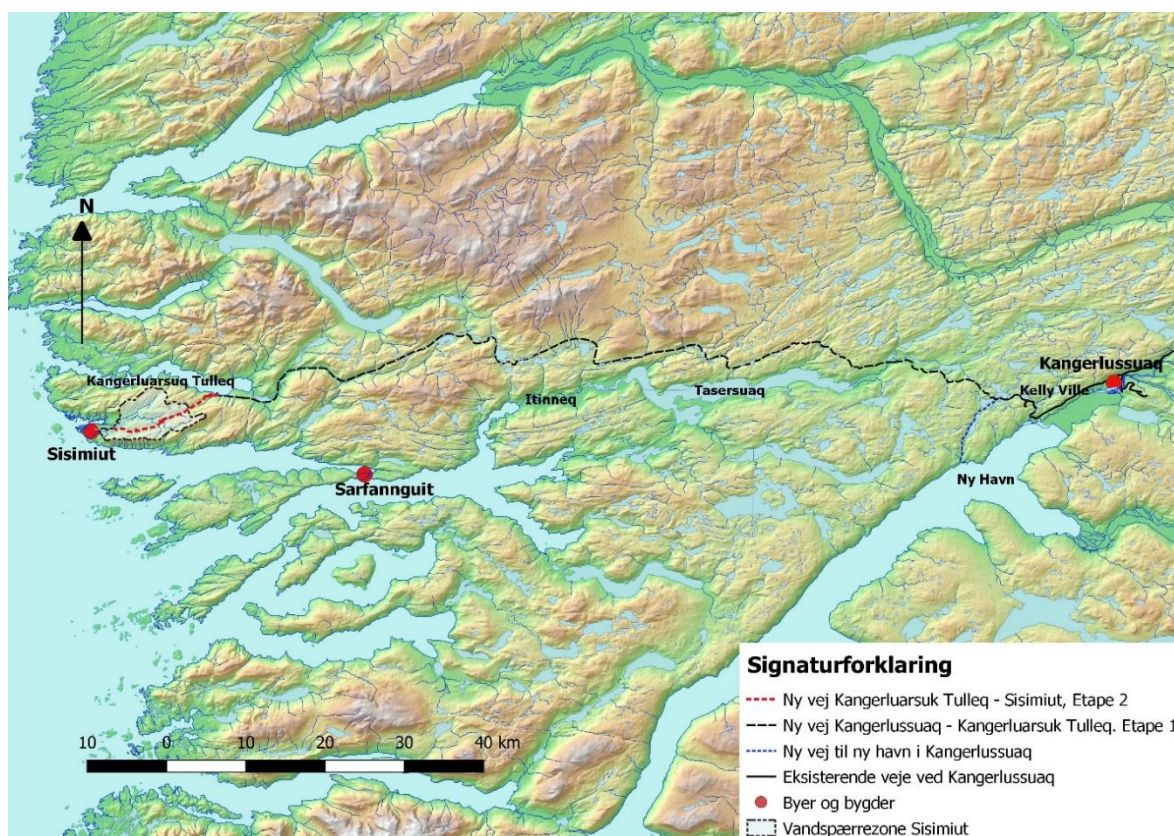 N
Kangerluarsuq Tulleq
Sisimiut
Sarfannguit
Itinneq
Tasersuaq
Kangerlussuaq
Kelly Ville
Ny Havn
10 0 10 20 30 40 km
Signaturforklaring
Ny vej Kangerluarsuk Tulleq - Sisimiut, Etape 2
Ny vej Kangerlussuaq - Kangerluarsuk Tulleq. Etape 1
Ny vej til ny havn i Kangerlussuaq
Eksisterende veje ved Kangerlussuaq
Byer og bygder
Vandspærrezone Sisimiut